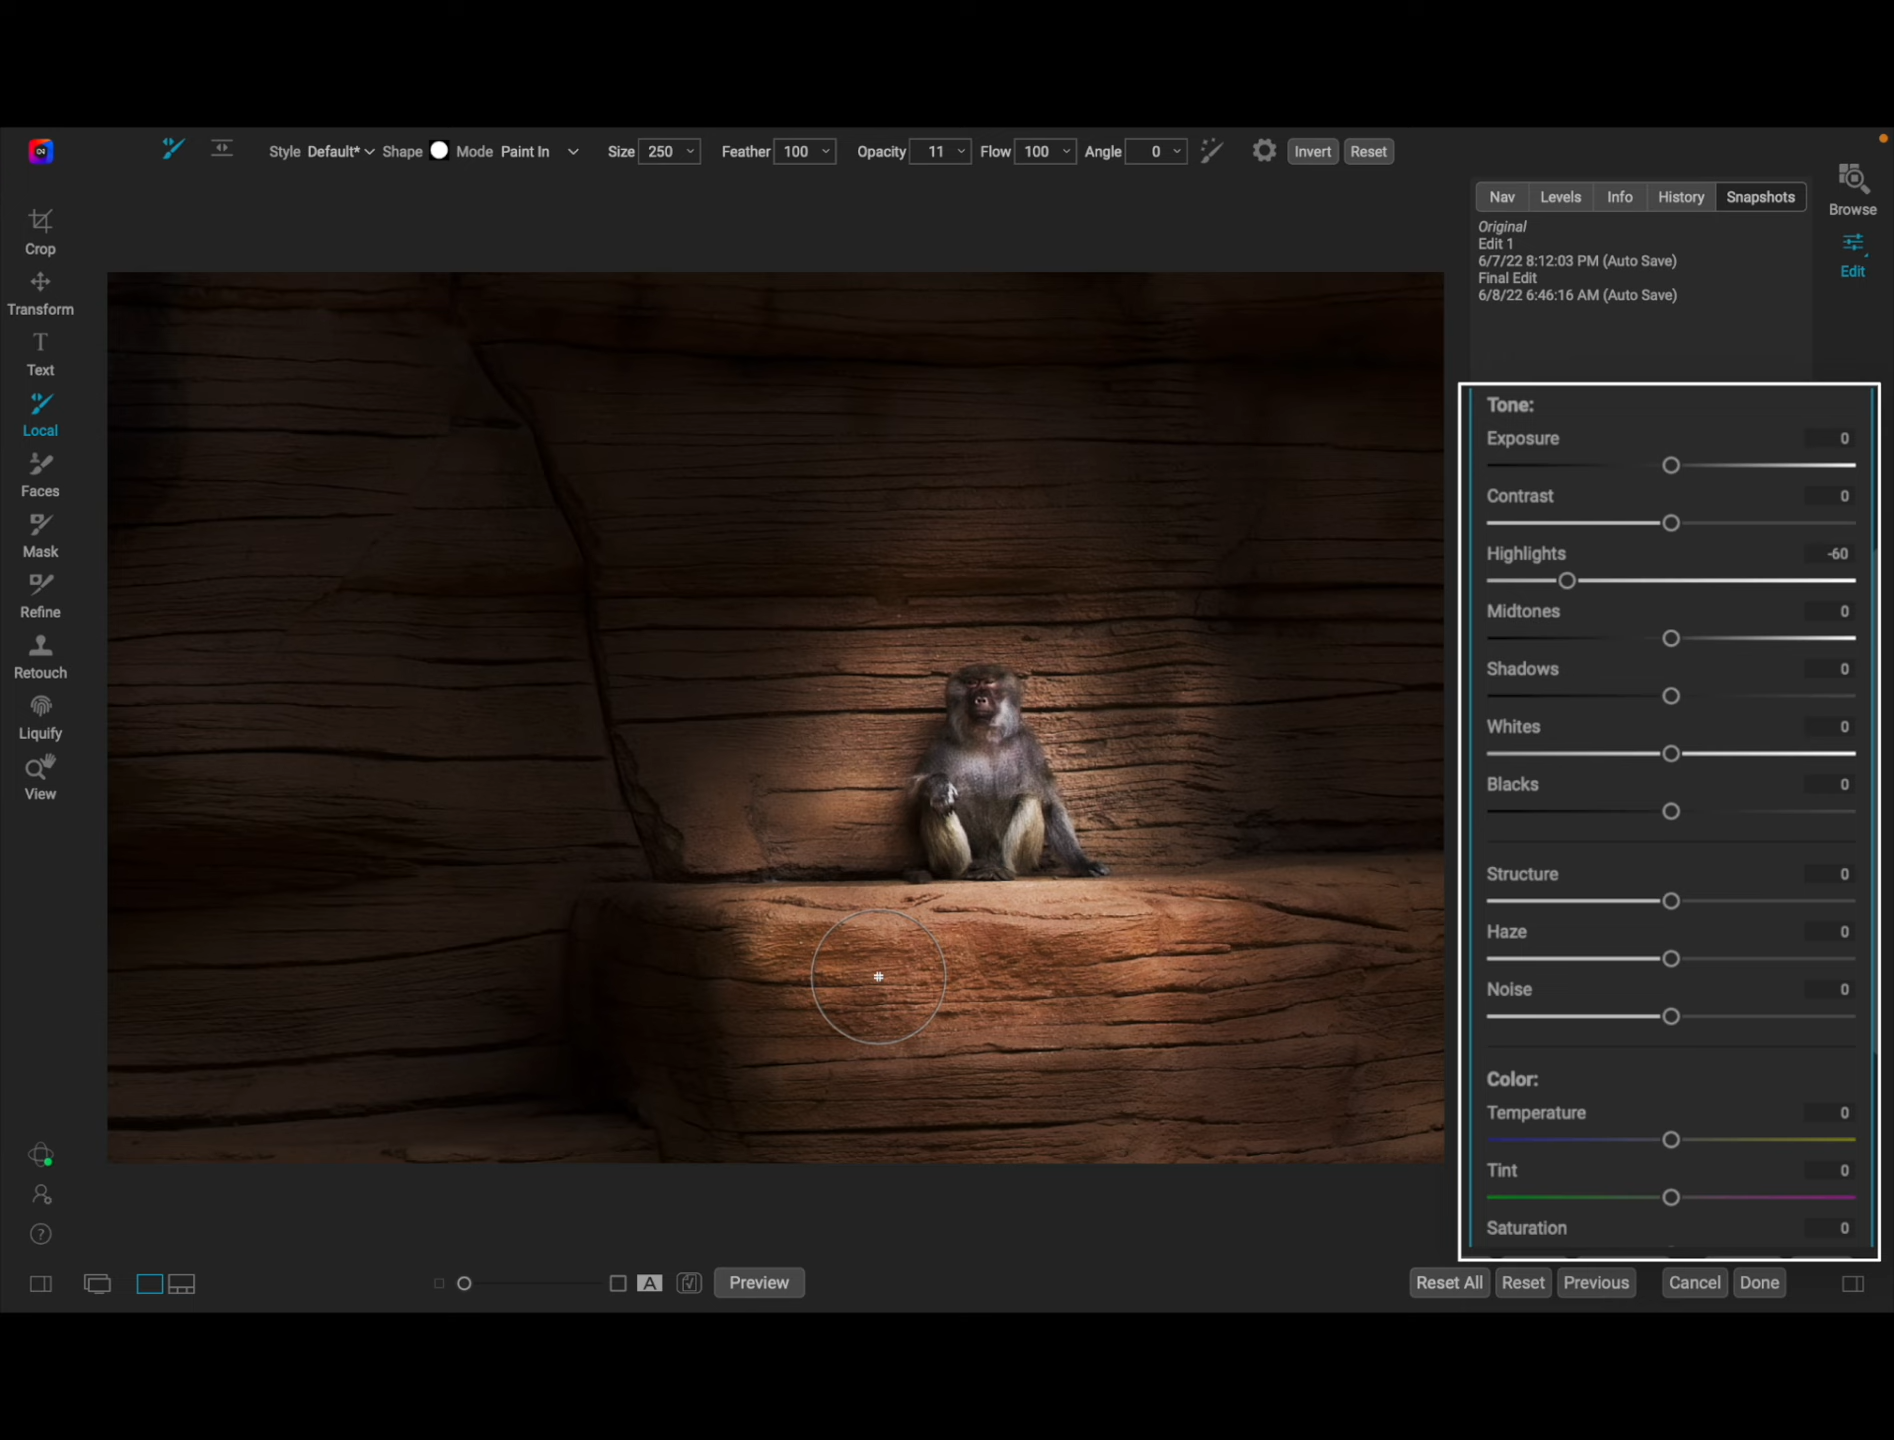 Style Default* Shape Mode Paint In Size 250 Feather 100 Opacity 11 Flow 100 Angle 0 Invert Reset
Crop
Transform
Text
Local
Faces
Mask
Refine
Retouch
Liquify
View
Nav Levels Info History Snapshots
Original
Edit 1
6/7/22 8:12:03 PM (Auto Save)
Final Edit
6/8/22 6:46:16 AM (Auto Save)
Browse
Edit
Tone:
Exposure 0
Contrast 0
Highlights -60
Midtones 0
Shadows 0
Whites 0
Blacks 0
Structure 0
Haze 0
Noise 0
Color:
Temperature 0
Tint 0
Saturation 0
A Preview Reset All Reset Previous Cancel Done